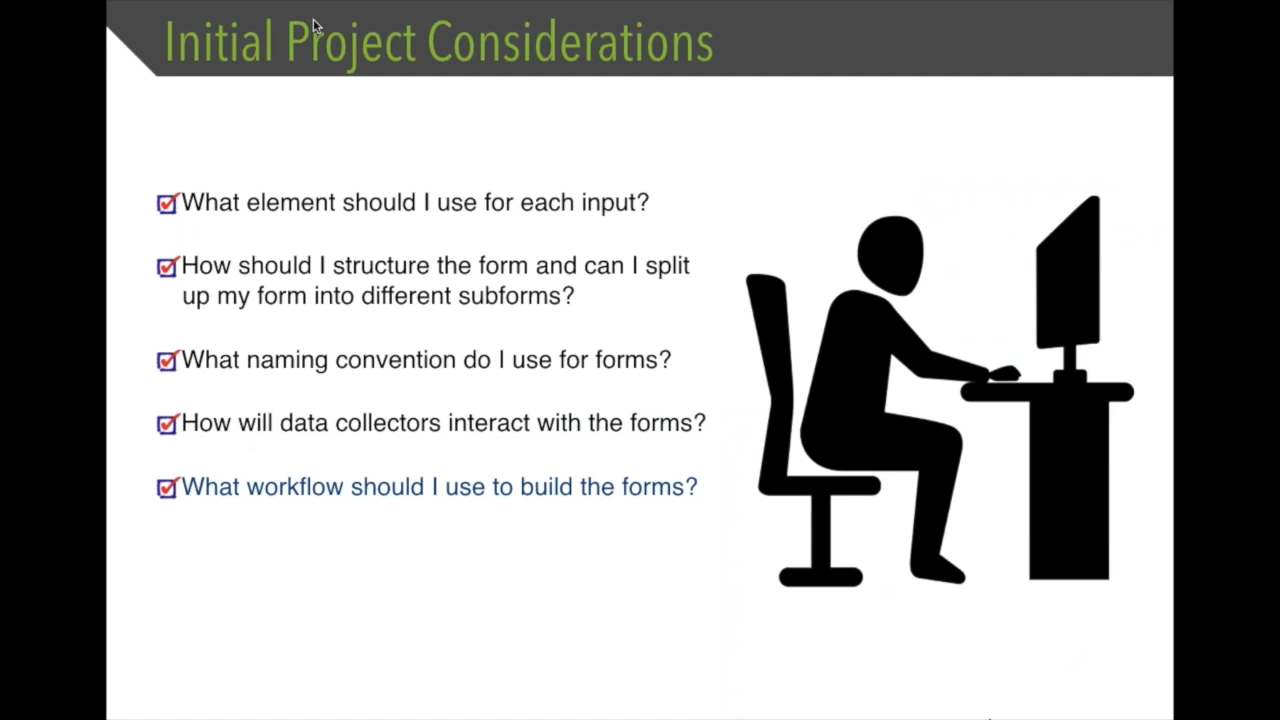 Initial Project Considerations
What element should I use for each input?
How should I structure the form and can I split
up my form into different subforms?
What naming convention do I use for forms?
How will data collectors interact with the forms?
What workflow should I use to build the forms?